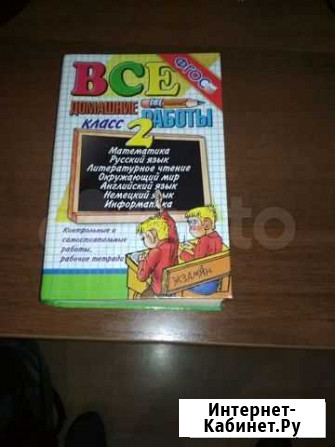 ВСЕ
ФГОС
ДОМАШНИЕ
РАБОТЫ
КЛАСС 2
Математика
Русский язык
Литературное чтение
Окружающий мир
Английский язык
Немецкий язык
Информатика
Контрольные и
самостоятельные
работы,
рабочие тетради
ЭКЗАМЕН
Интернет-
Кабинет.Ру